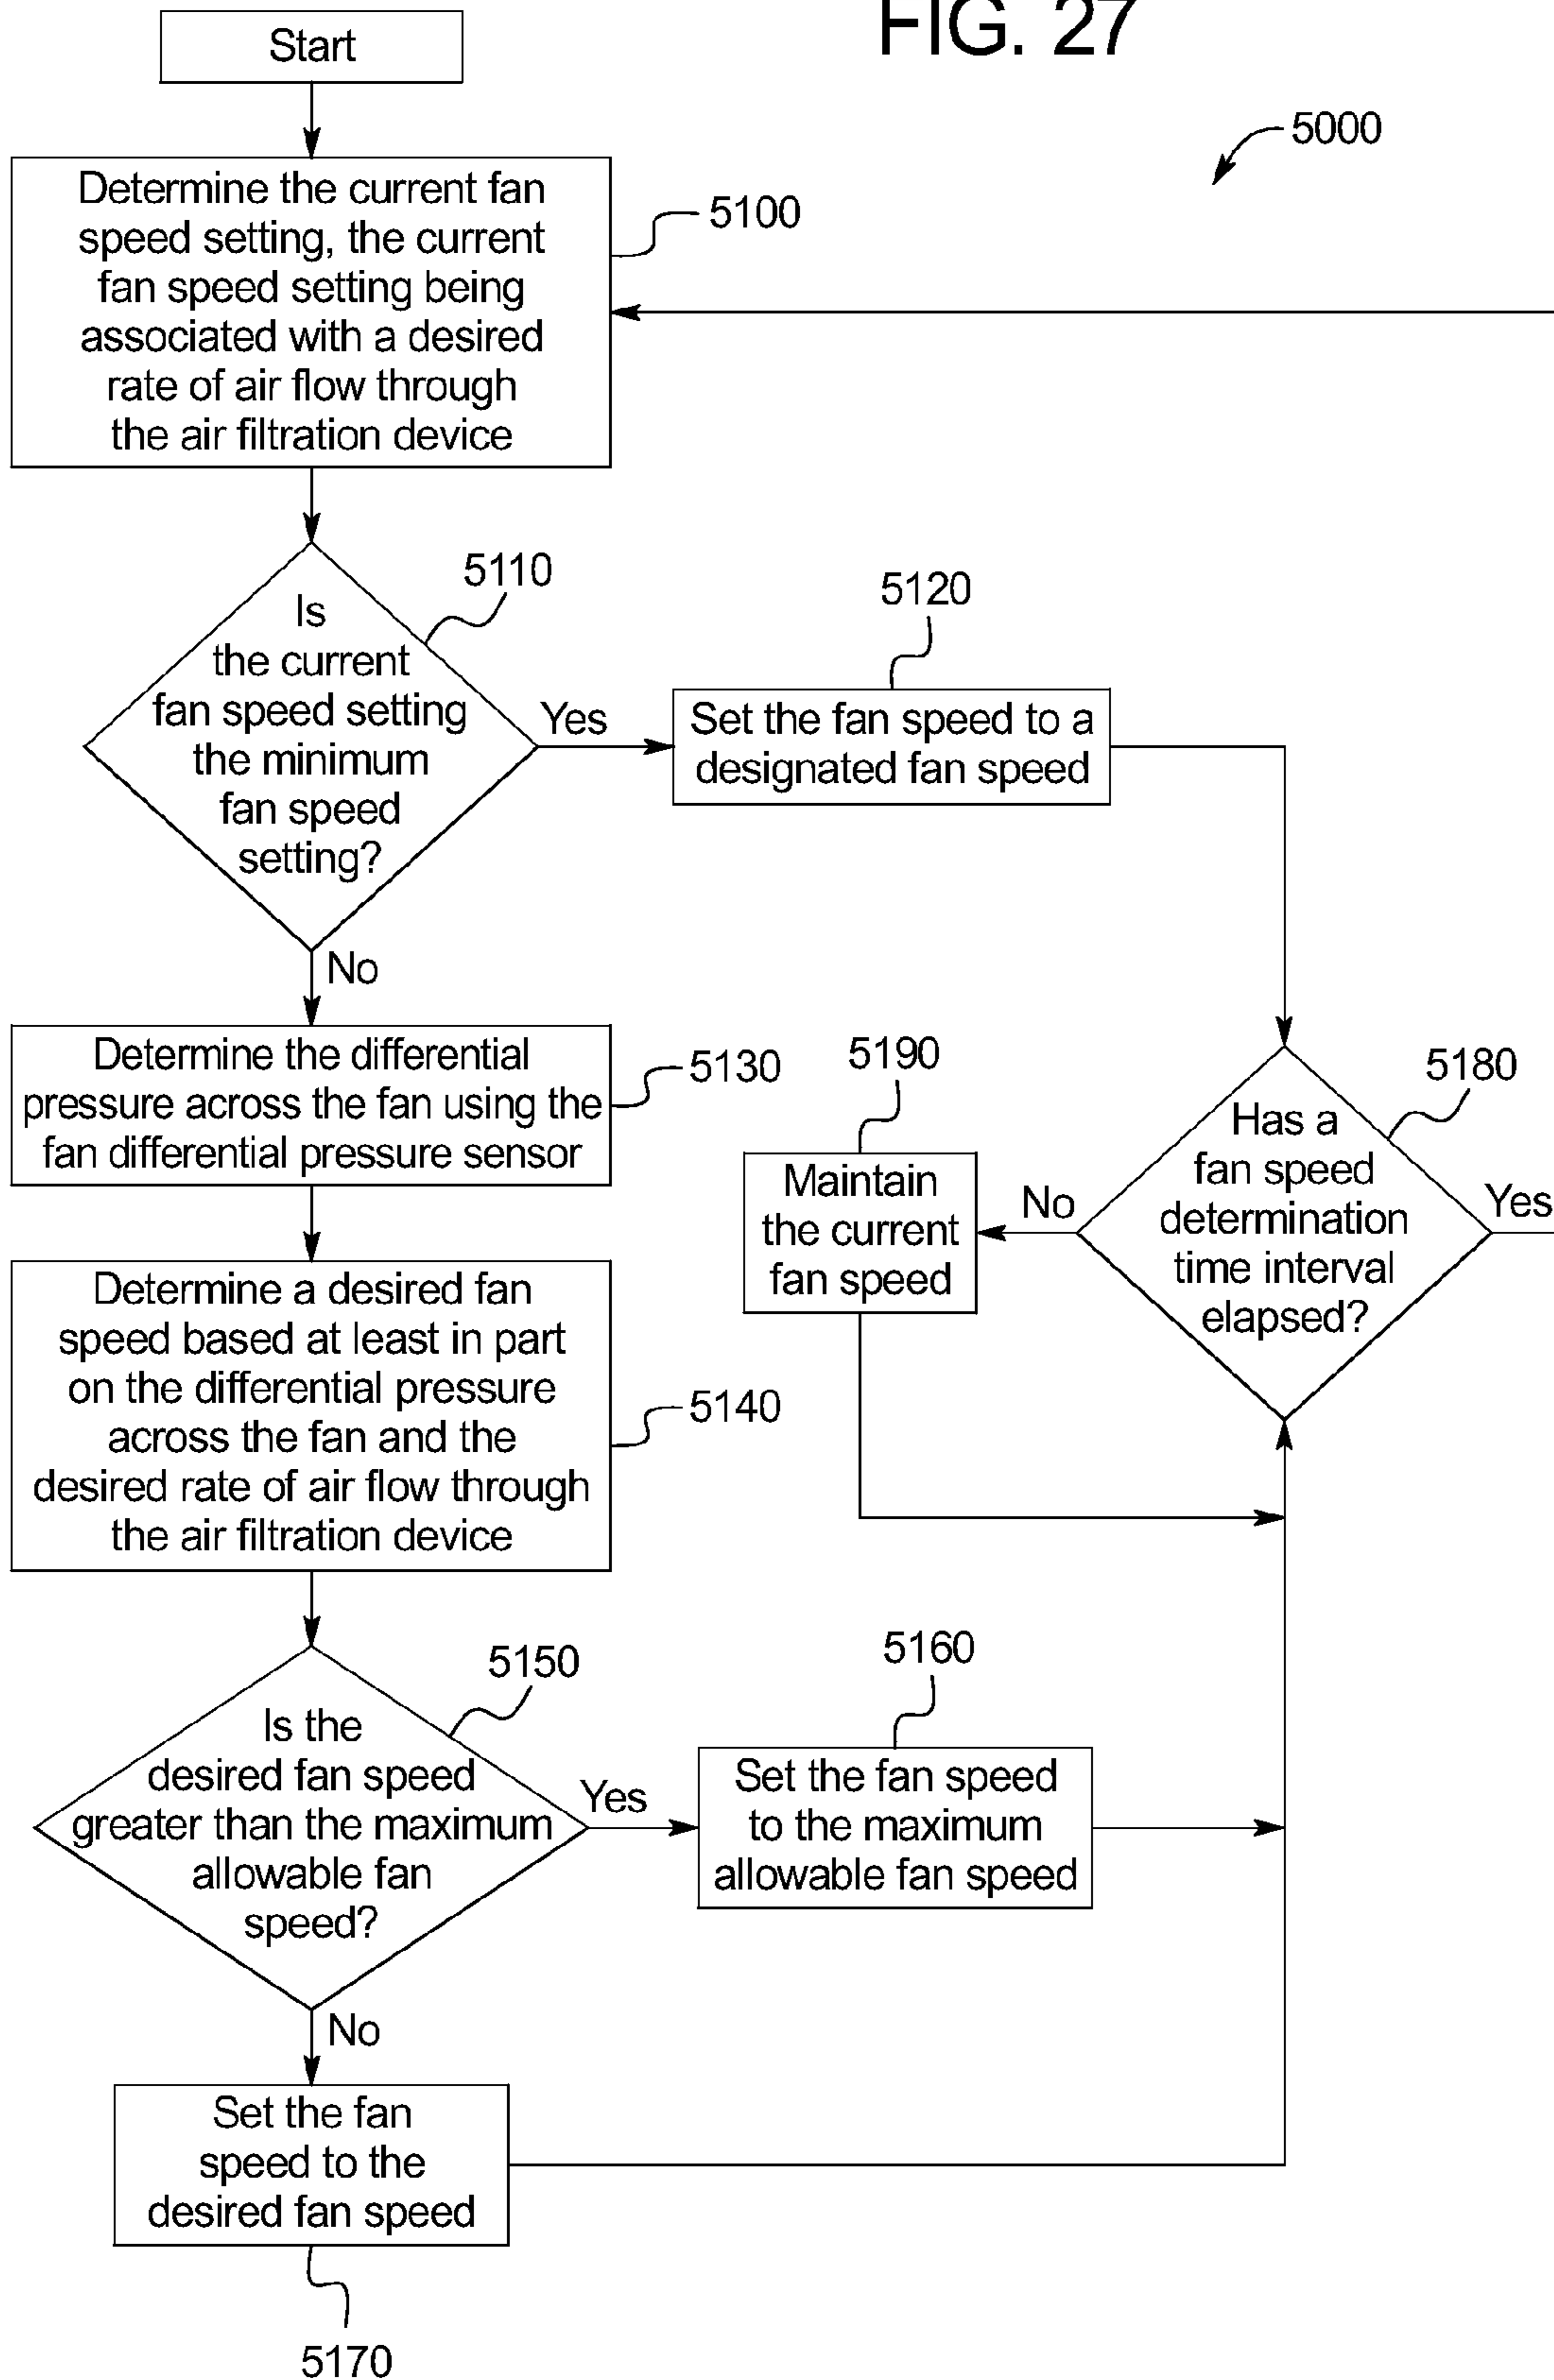 FIG. 27
Start
5000
Determine the current fan
speed setting, the current
fan speed setting being
associated with a desired
rate of air flow through
the air filtration device
5100
Is
the current
fan speed setting
the minimum
fan speed
setting?
5110
Yes
No
Set the fan speed to a
designated fan speed
5120
Determine the differential
pressure across the fan using the
fan differential pressure sensor
5130
Determine a desired fan
speed based at least in part
on the differential pressure
across the fan and the
desired rate of air flow through
the air filtration device
5140
Is the
desired fan speed
greater than the maximum
allowable fan
speed?
5150
Yes
No
Set the fan speed
to the maximum
allowable fan speed
5160
Set the fan
speed to the
desired fan speed
5170
Has a
fan speed
determination
time interval
elapsed?
5180
Yes
No
Maintain
the current
fan speed
5190